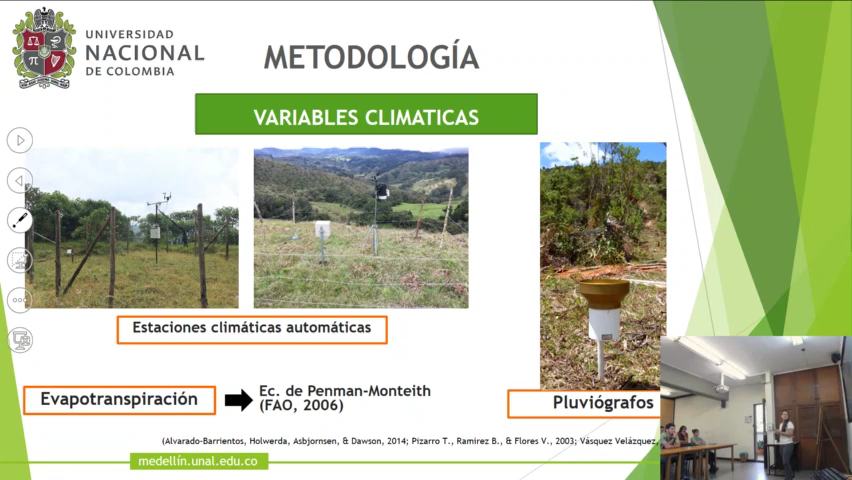 UNIVERSIDAD
NACIONAL
DE COLOMBIA
METODOLOGÍA
VARIABLES CLIMATICAS
Estaciones climáticas automáticas
Evapotranspiración
Ec. de Penman-Monteith
(FAO, 2006)
Pluviógrafos
(Alvarado-Barrientos, Holwerda, Asbjornsen, & Dawson, 2014; Pizarro T., Ramirez B., & Flores V., 2003; Vásquez Velázquez,
medellín.unal.edu.co